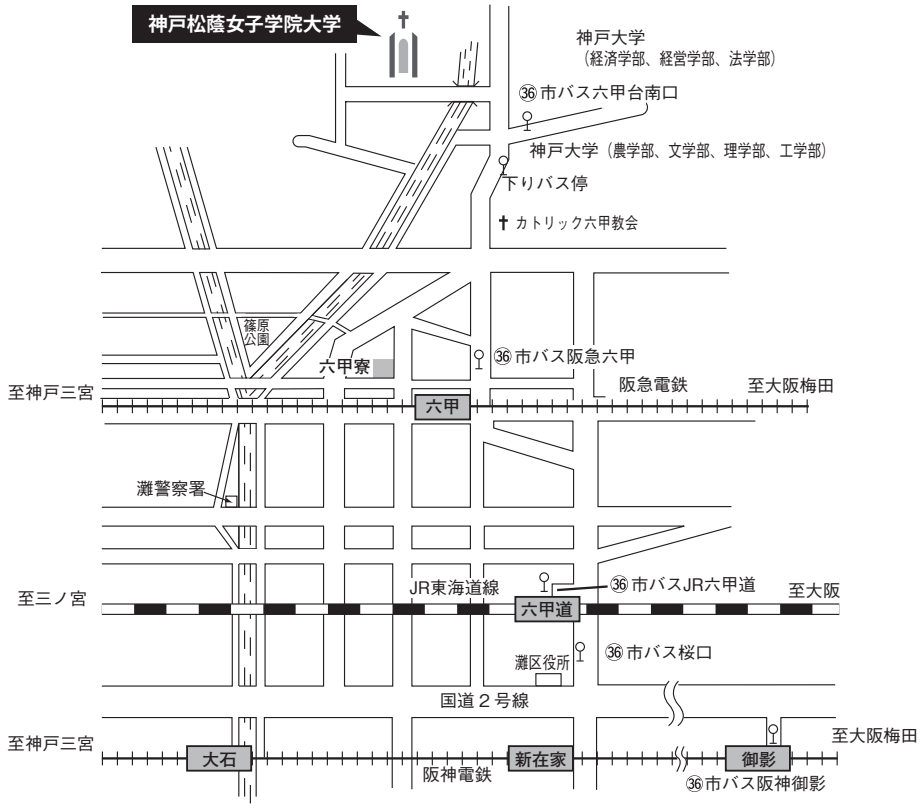 神戸松蔭女子学院大学
神戸大学
（経済学部、経営学部、法学部）
㊱市バス六甲台南口
神戸大学（農学部、文学部、理学部、工学部）
下りバス停
カトリック六甲教会
篠原
公園
六甲寮
㊱市バス阪急六甲
至神戸三宮
阪急電鉄
至大阪梅田
六甲
灘警察署
JR東海道線
㊱市バスJR六甲道
至三ノ宮
至大阪
六甲道
灘区役所
㊱市バス桜口
国道２号線
至神戸三宮
至大阪梅田
大石
新在家
御影
阪神電鉄
㊱市バス阪神御影